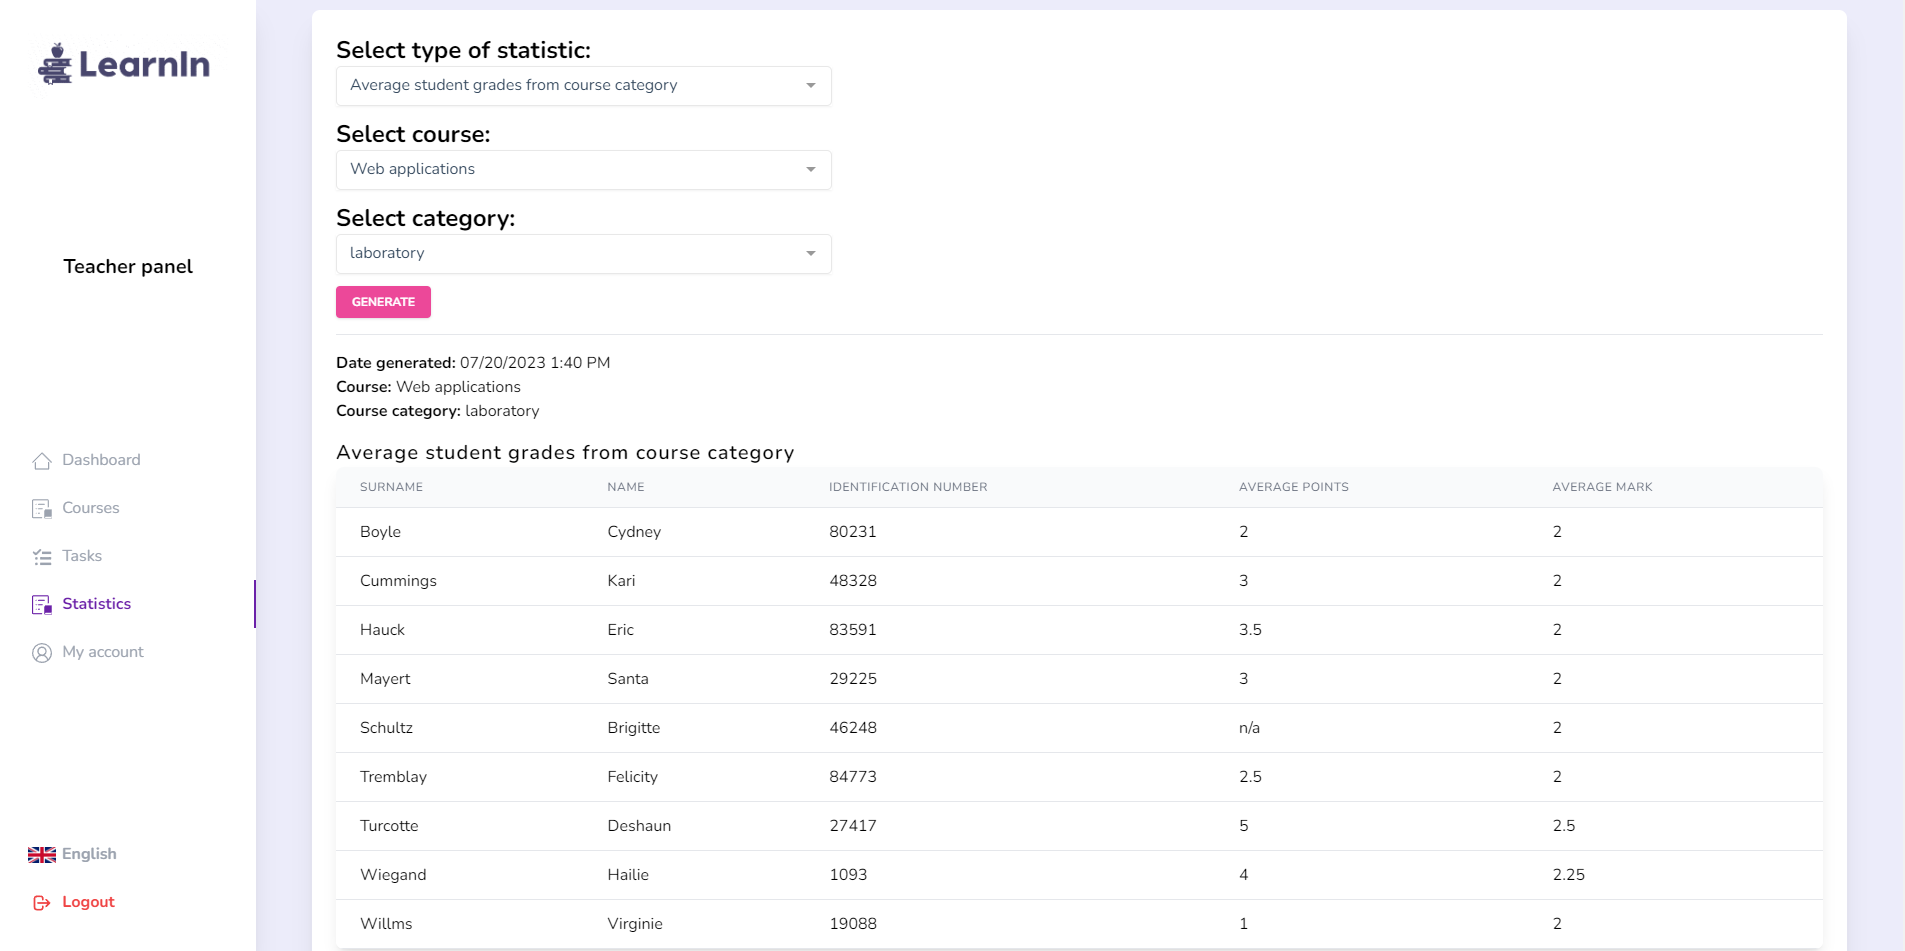 LearnIn
Teacher panel
Dashboard
Courses
Tasks
Statistics
My account
English
Logout
Select type of statistic:
Average student grades from course category
Select course:
Web applications
Select category:
laboratory
GENERATE
Date generated: 07/20/2023 1:40 PM
Course: Web applications
Course category: laboratory
Average student grades from course category
SURNAME NAME IDENTIFICATION NUMBER AVERAGE POINTS AVERAGE MARK
Boyle Cydney 80231 2 2
Cummings Kari 48328 3 2
Hauck Eric 83591 3.5 2
Mayert Santa 29225 3 2
Schultz Brigitte 46248 n/a 2
Tremblay Felicity 84773 2.5 2
Turcotte Deshaun 27417 5 2.5
Wiegand Hailie 1093 4 2.25
Willms Virginie 19088 1 2